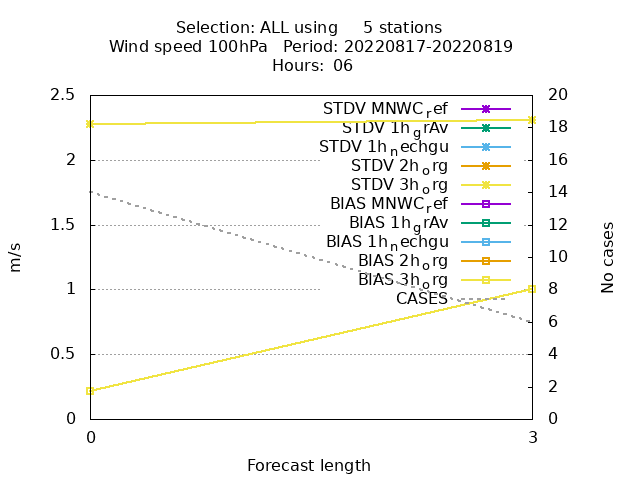 Selection: ALL using     5 stations
Wind speed 100hPa   Period: 20220817-20220819
Hours:  06
2.5
2
1.5
1
0.5
0
20
18
16
14
12
10
8
6
4
2
0
0
3
m/s
No cases
Forecast length
STDV MNWC_ref
STDV 1h_grAv
STDV 1h_nechgu
STDV 2h_org
STDV 3h_org
BIAS MNWC_ref
BIAS 1h_grAv
BIAS 1h_nechgu
BIAS 2h_org
BIAS 3h_org
CASES